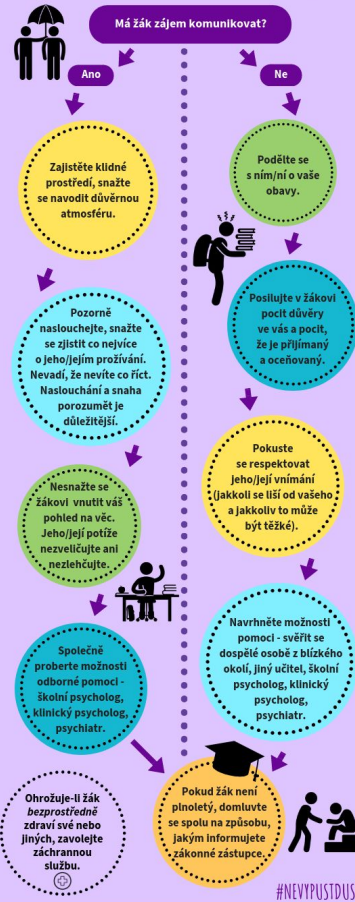 Má žák zájem komunikovat?
Ano
Ne
Zajistěte klidné
prostředí, snažte
se navodit důvěrnou
atmosféru.
Pozorně
naslouchejte, snažte
se zjistit co nejvíce
o jeho/jejím prožívání.
Nevadí, že nevíte co říct.
Naslouchání a snaha
porozumět je
důležitější.
Nesnažte se
žákovi vnutit váš
pohled na věc.
Jeho/její potíže
nezveličujte ani
nezlehčujte.
Společně
proberte možnosti
odborné pomoci -
školní psycholog,
klinický psycholog,
psychiatr.
Podělte se
s ním/ní o vaše
obavy.
Posilujte v žákovi
pocit důvěry
ve vás a pocit,
že je přijímaný
a oceňovaný.
Pokuste
se respektovat
jeho/její vnímání
(jakkoli se liší od vašeho
a jakkoliv to může
být těžké).
Navrhněte možnosti
pomoci - svěřit se
dospělé osobě z blízkého
okolí, jiný učitel, školní
psycholog, klinický
psycholog,
psychiatr.
Pokud žák není
plnoletý, domluvte
se spolu na způsobu,
jakým informujete
zákonné zástupce.
Ohrožuje-li žák
bezprostředně
zdraví své nebo
jiných, zavolejte
záchrannou
službu.
#NEVYPUSTDUS